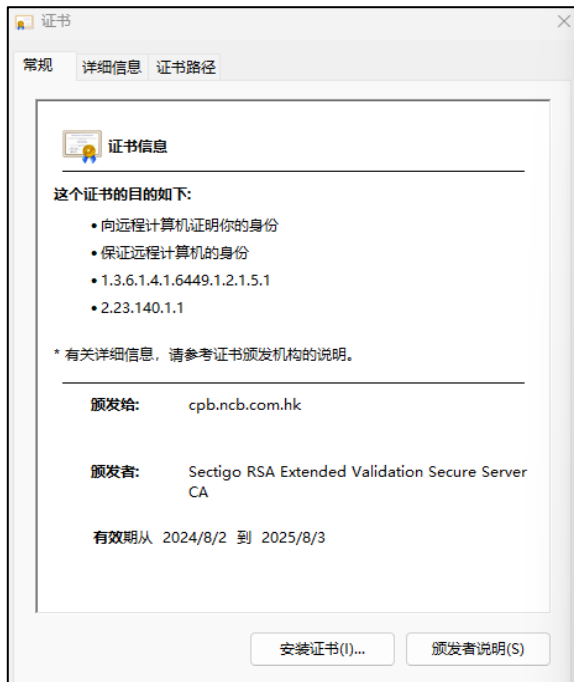 证书
常规 详细信息 证书路径
证书信息
这个证书的目的如下:
• 向远程计算机证明你的身份
• 保证远程计算机的身份
• 1.3.6.1.4.1.6449.1.2.1.5.1
• 2.23.140.1.1
* 有关详细信息，请参考证书颁发机构的说明。
颁发给: cpb.ncb.com.hk
颁发者: Sectigo RSA Extended Validation Secure Server
CA
有效期从 2024/8/2 到 2025/8/3
安装证书(I)... 颁发者说明(S)